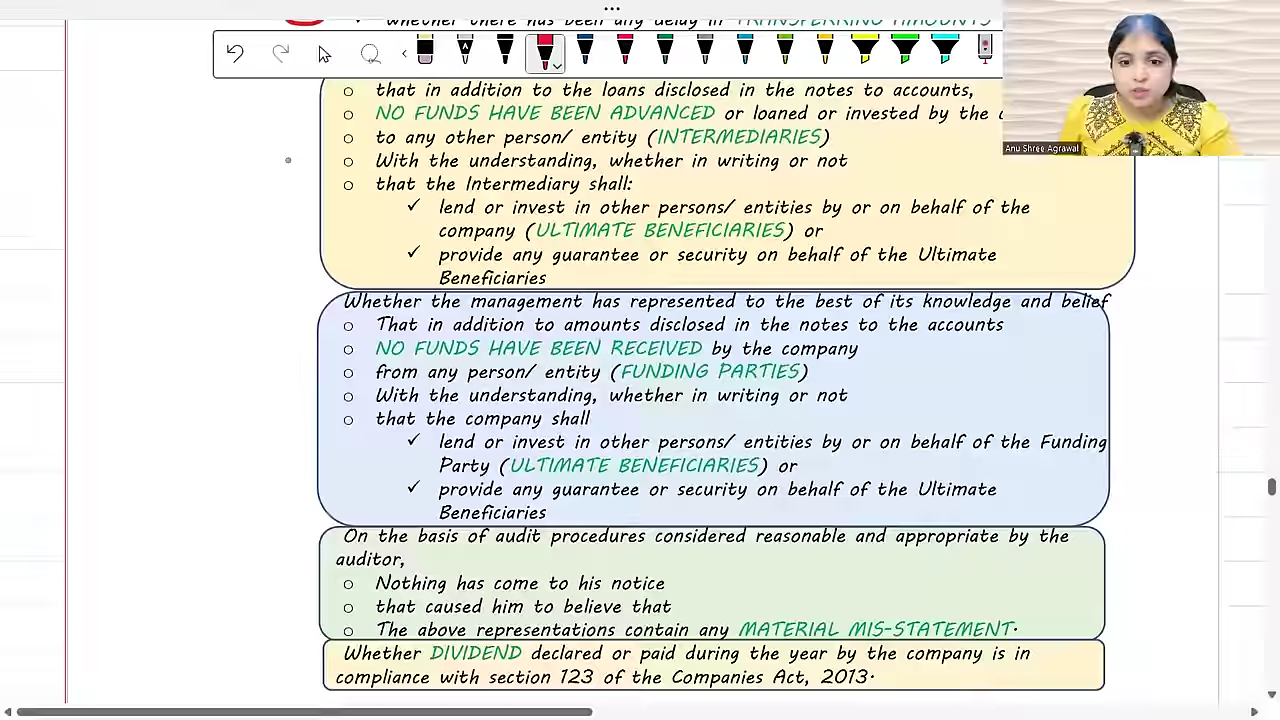 whether there has been any delay in TRANSFERRING AMOUNTS
that in addition to the loans disclosed in the notes to accounts,
NO FUNDS HAVE BEEN ADVANCED or loaned or invested by the
to any other person/ entity (INTERMEDIARIES)
With the understanding, whether in writing or not
that the Intermediary shall:
lend or invest in other persons/ entities by or on behalf of the
company (ULTIMATE BENEFICIARIES) or
provide any guarantee or security on behalf of the Ultimate
Beneficiaries
Whether the management has represented to the best of its knowledge and belief
That in addition to amounts disclosed in the notes to the accounts
NO FUNDS HAVE BEEN RECEIVED by the company
from any person/ entity (FUNDING PARTIES)
With the understanding, whether in writing or not
that the company shall
lend or invest in other persons/ entities by or on behalf of the Funding
Party (ULTIMATE BENEFICIARIES) or
provide any guarantee or security on behalf of the Ultimate
Beneficiaries
On the basis of audit procedures considered reasonable and appropriate by the
auditor,
Nothing has come to his notice
that caused him to believe that
The above representations contain any MATERIAL MIS-STATEMENT.
Whether DIVIDEND declared or paid during the year by the company is in
compliance with section 123 of the Companies Act, 2013.
Anu Shree Agrawal